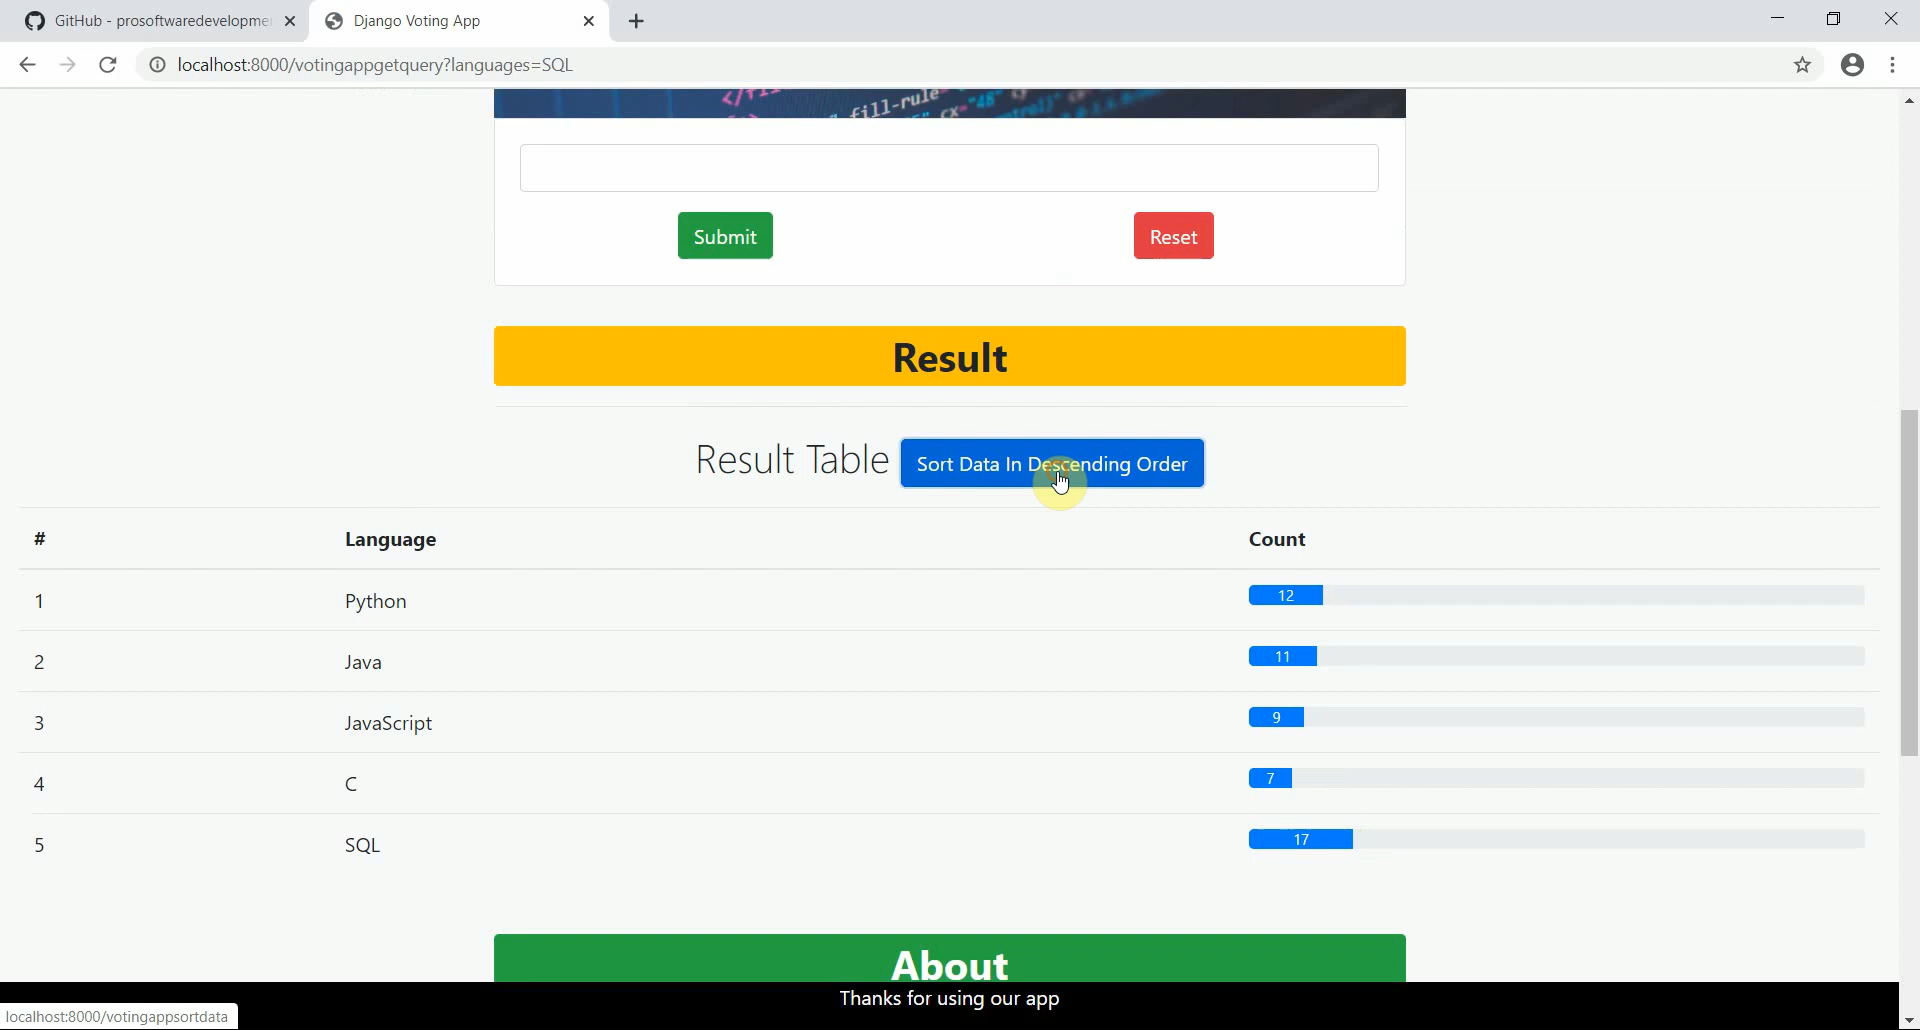 GitHub - prosoftwaredevelopme
Django Voting App
localhost:8000/votingappgetquery?languages=SQL
fill-rule=
cx="48"
Submit
Reset
Result
Result Table
Sort Data In Descending Order
# Language Count
1 Python 12
2 Java 11
3 JavaScript 9
4 C 7
5 SQL 17
About
Thanks for using our app
localhost:8000/votingappsortdata